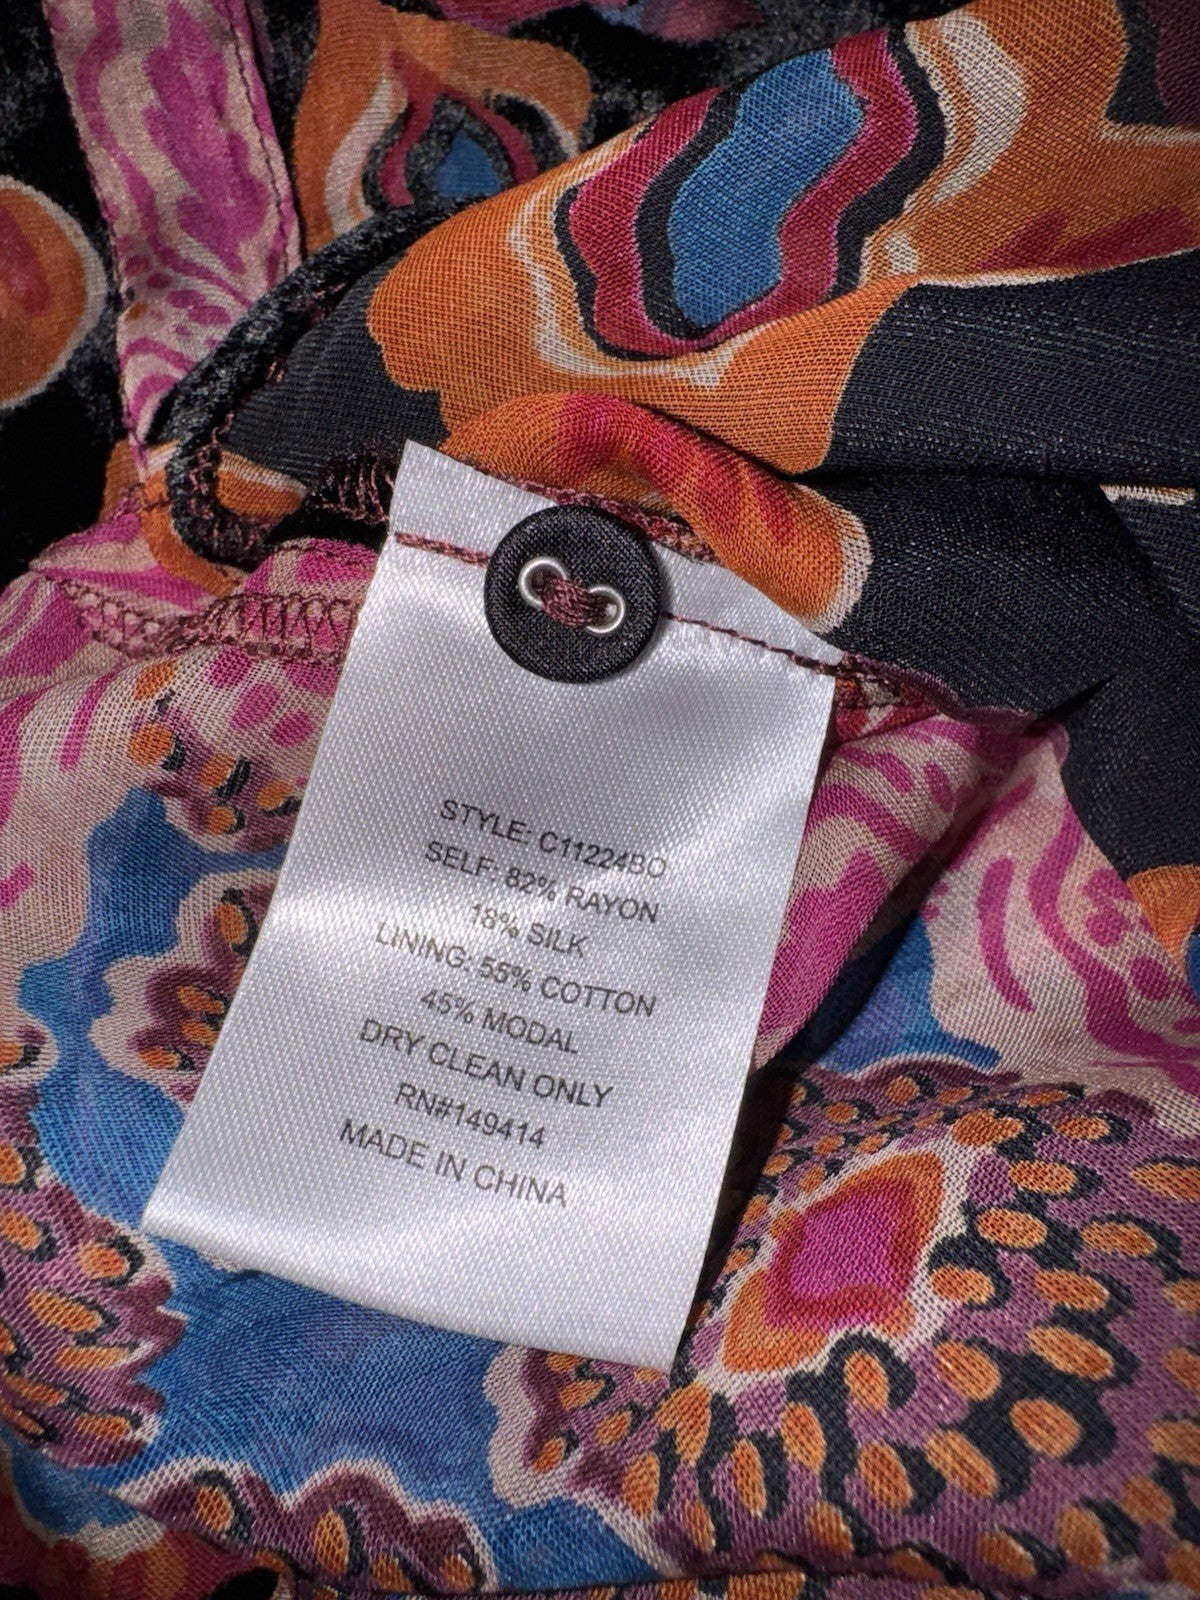 STYLE: C11224BO
SELF: 82% RAYON
18% SILK
LINING: 55% COTTON
45% MODAL
DRY CLEAN ONLY
RN#149414
MADE IN CHINA